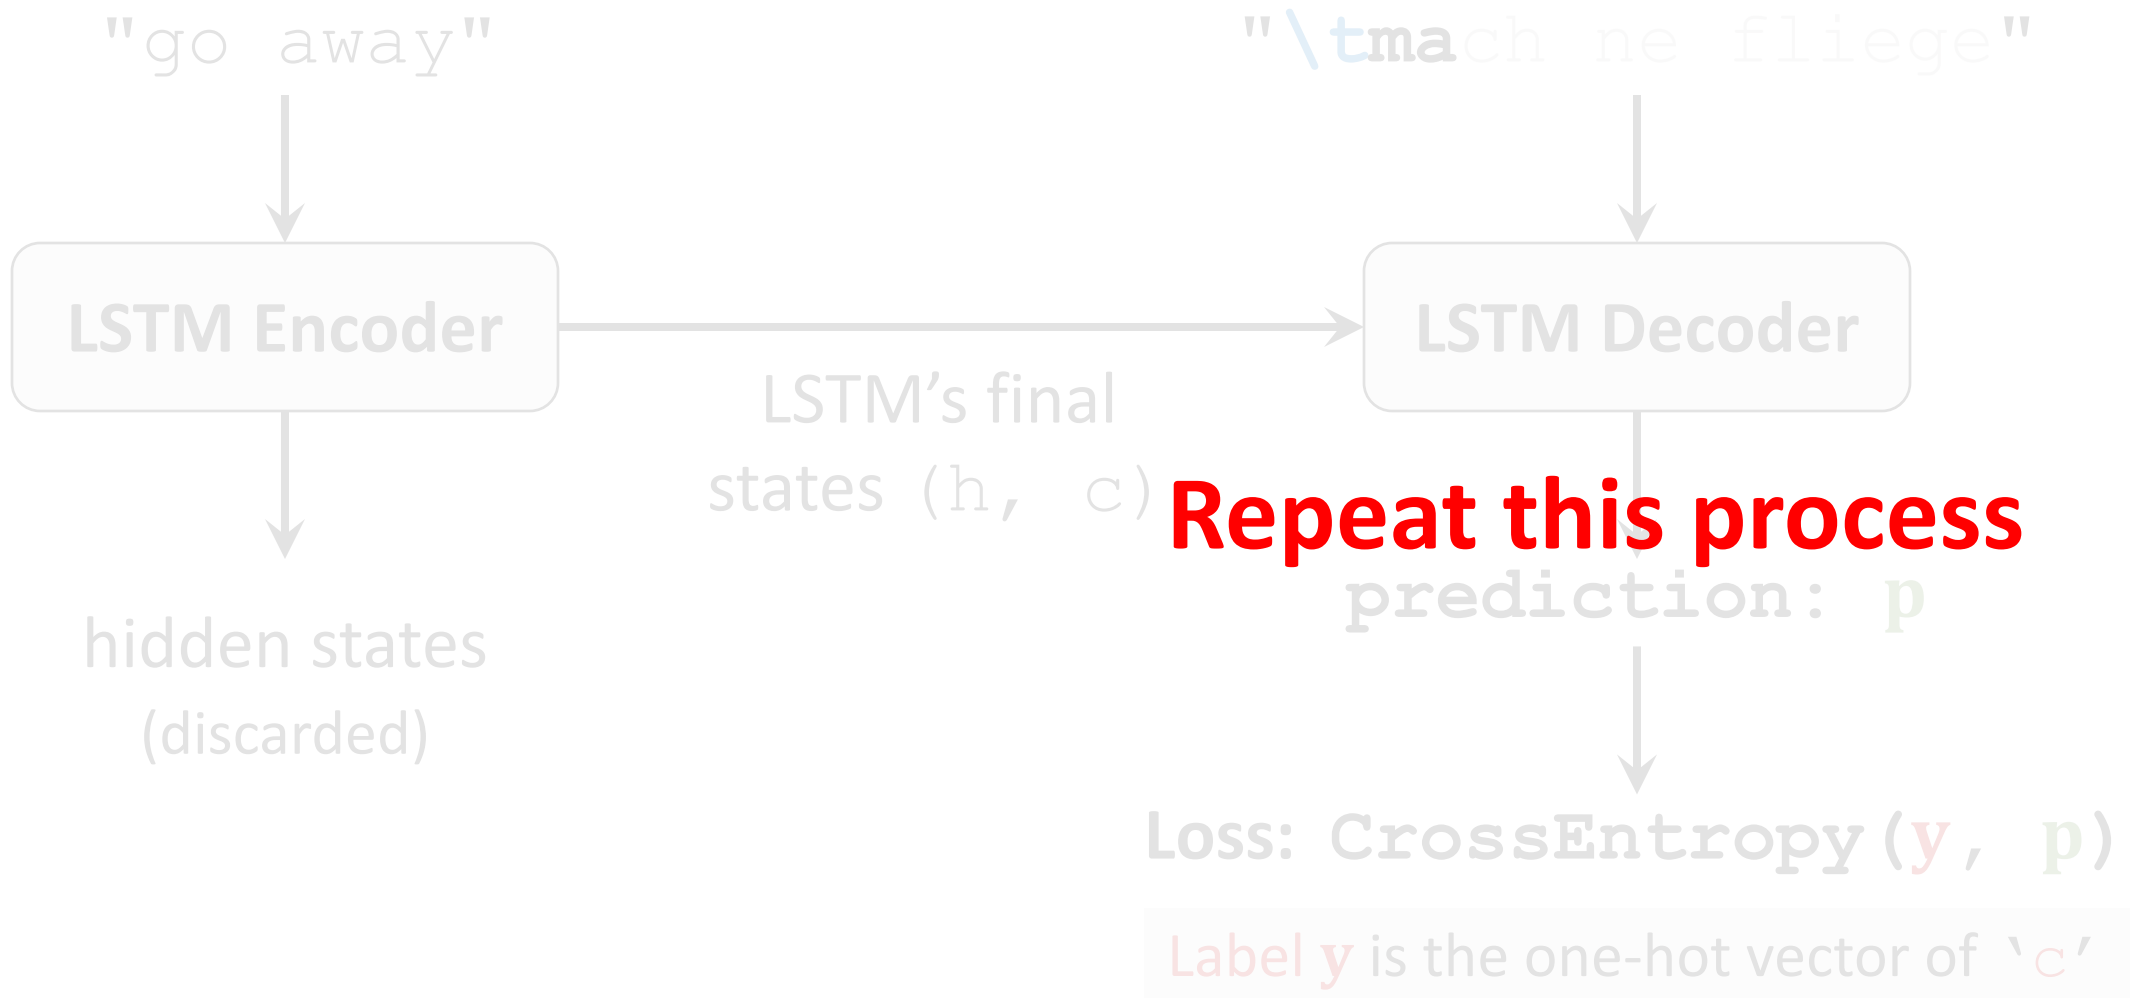 "go away"
"\tmach ne fliege"
LSTM Encoder
LSTM Decoder
LSTM’s final
states (h, c)
Repeat this process
prediction: p
hidden states
(discarded)
Loss: CrossEntropy(y, p)
Label y is the one-hot vector of ‘c’